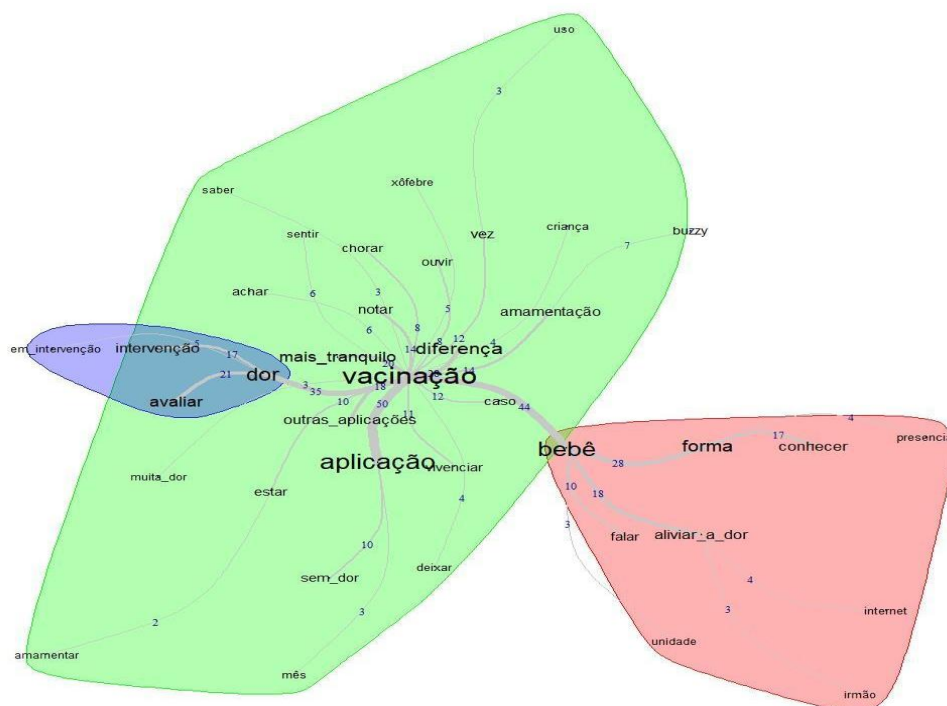 uso
3
saber
xôfebre
sentir
chorar
vez
criança
buzzy
7
ouvir
achar
6
3
notar
5
amamentação
6
8
8
12
4
em_intervenção
intervenção
5
17
mais_tranquilo
14
diferença
20
dor
vacinação
14
21
3
35
18
avaliar
10
50
12
caso
44
outras_aplicações
11
bebê
forma
17
conhecer
4
28
aplicação
vivenciar
muita_dor
estar
4
10
18
3
falar
aliviar_a_dor
10
sem_dor
deixar
4
internet
3
3
2
unidade
amamentar
mês
irmão